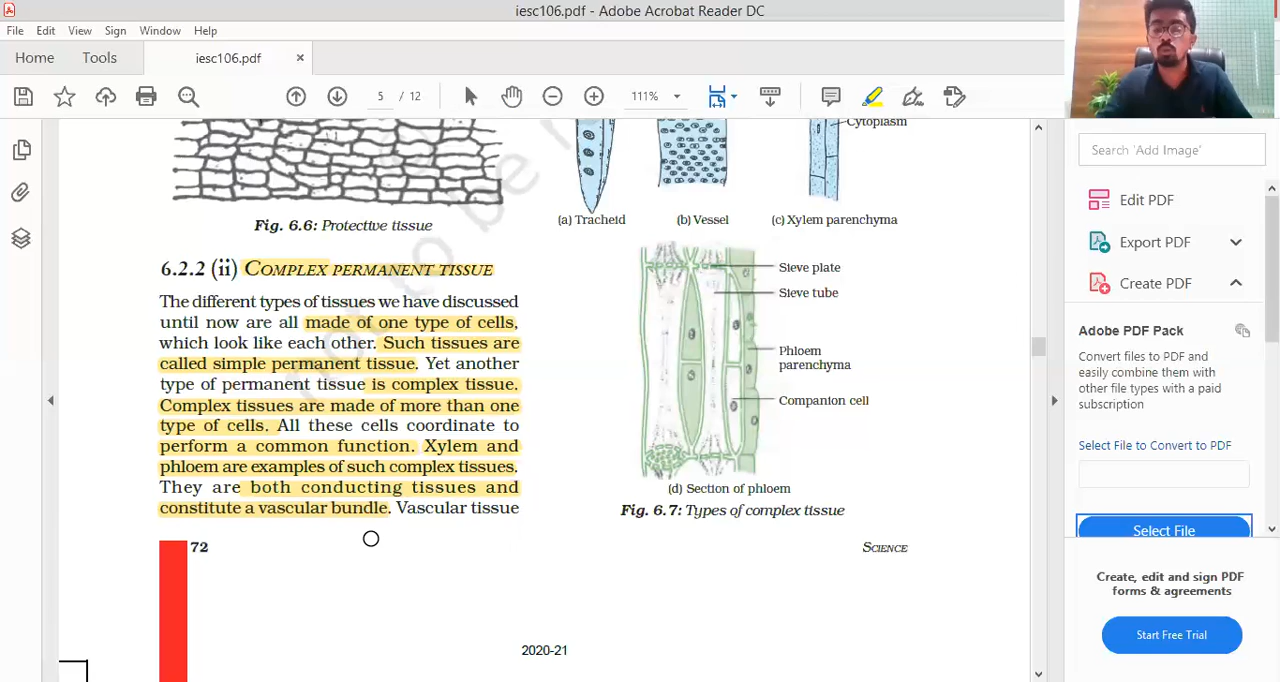 iesc106.pdf - Adobe Acrobat Reader DC
File Edit View Sign Window Help
Home Tools iesc106.pdf ×
5 / 12 111%
Cytoplasm
(a) Tracheid (b) Vessel (c) Xylem parenchyma
Fig. 6.6: Protective tissue
6.2.2 (ii) COMPLEX PERMANENT TISSUE
The different types of tissues we have discussed
until now are all made of one type of cells,
which look like each other. Such tissues are
called simple permanent tissue. Yet another
type of permanent tissue is complex tissue.
Complex tissues are made of more than one
type of cells. All these cells coordinate to
perform a common function. Xylem and
phloem are examples of such complex tissues.
They are both conducting tissues and
constitute a vascular bundle. Vascular tissue
Sieve plate
Sieve tube
Phloem
parenchyma
Companion cell
(d) Section of phloem
Fig. 6.7: Types of complex tissue
72
SCIENCE
2020-21
not to be r
Search 'Add Image'
Edit PDF
Export PDF
Create PDF
Adobe PDF Pack
Convert files to PDF and
easily combine them with
other file types with a paid
subscription
Select File to Convert to PDF
Select File
Create, edit and sign PDF
forms & agreements
Start Free Trial